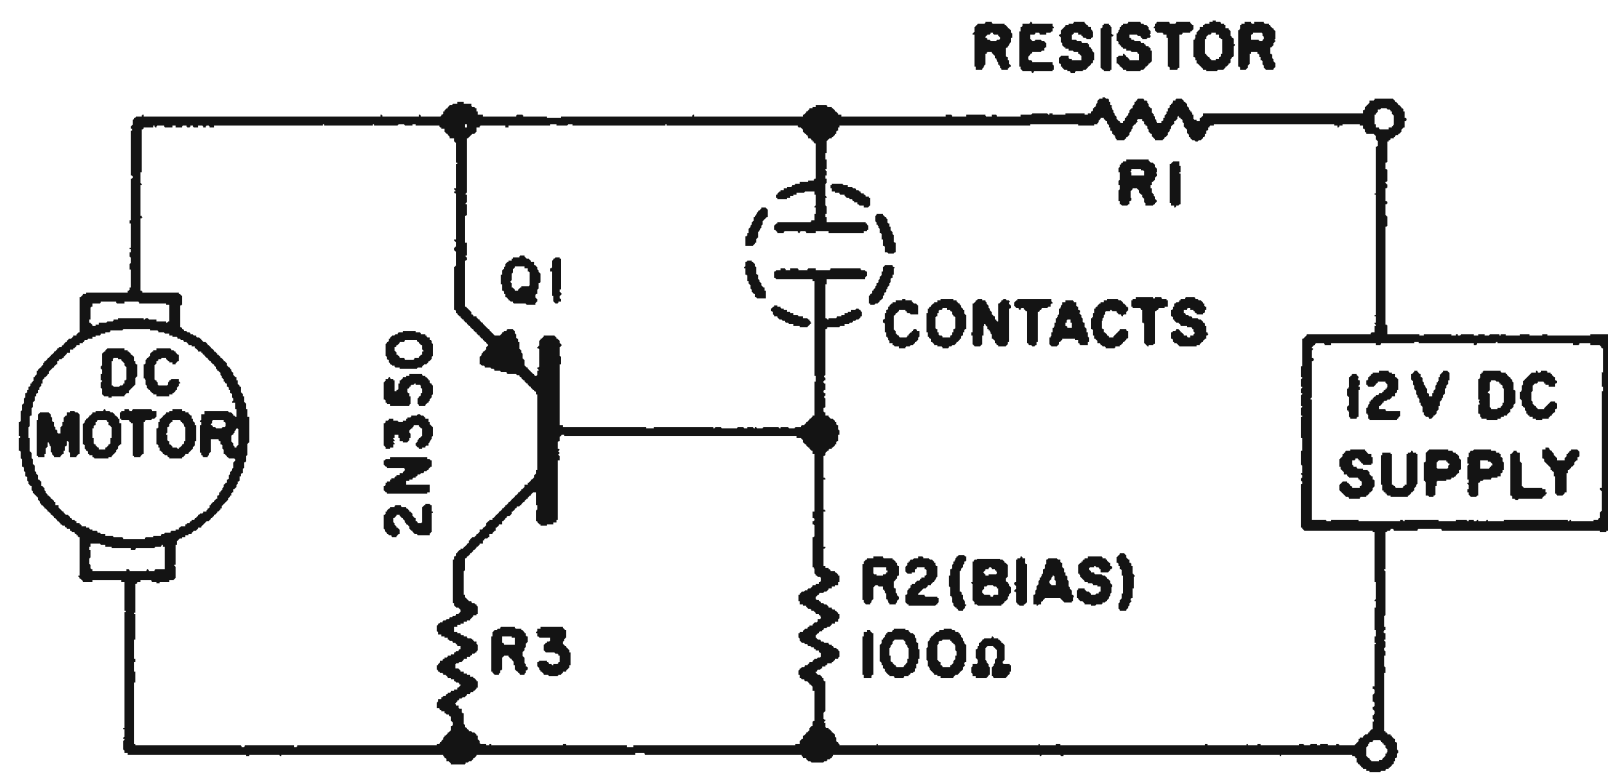 RESISTOR
R1
Q1
2N350
CONTACTS
DC
MOTOR
12V DC
SUPPLY
R2(BIAS)
100Ω
R3